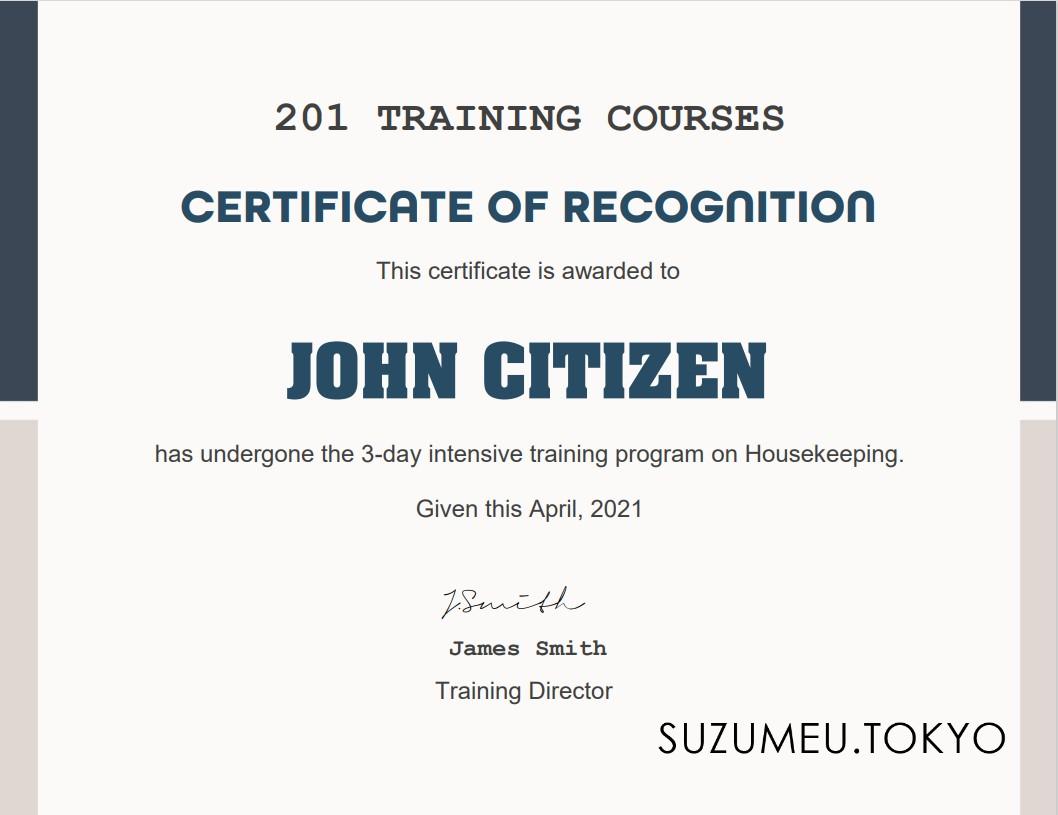 201 TRAINING COURSES
CERTIFICATE OF RECOGNITION
This certificate is awarded to
JOHN CITIZEN
has undergone the 3-day intensive training program on Housekeeping.
Given this April, 2021
J.Smith
James Smith
Training Director
SUZUMEU.TOKYO